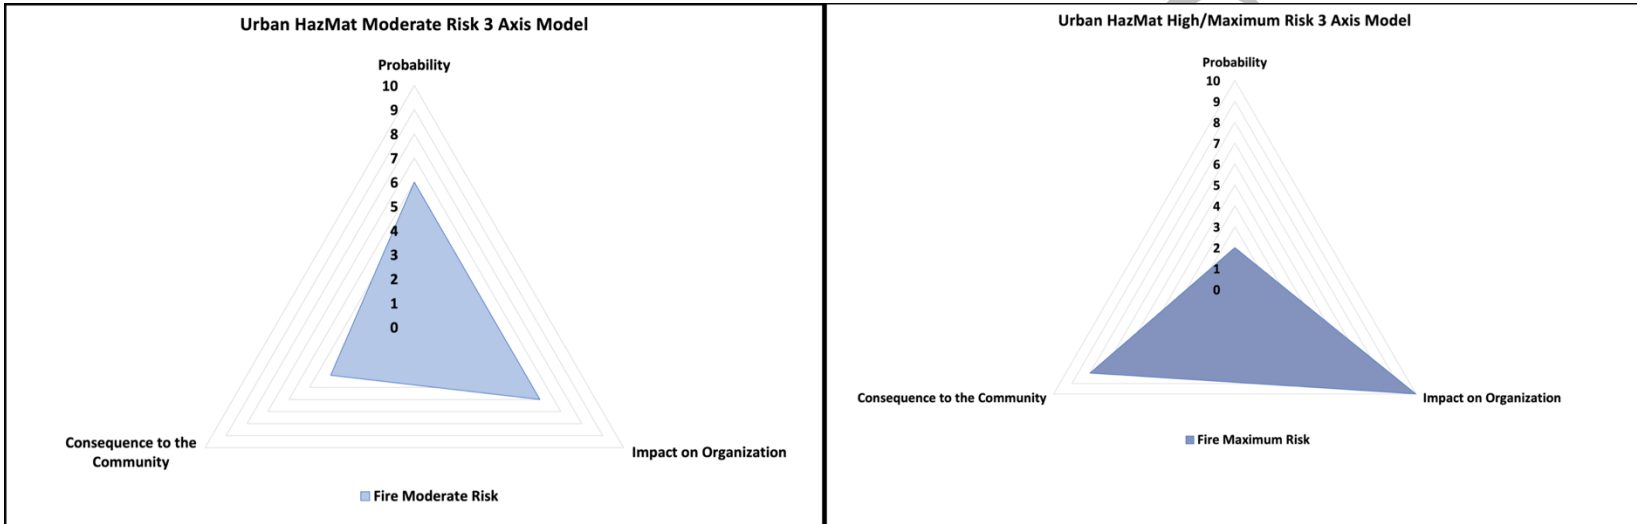 Urban HazMat Moderate Risk 3 Axis Model
Probability
10
9
8
7
6
5
4
3
2
1
0
Consequence to the
Community
Impact on Organization
Fire Moderate Risk
Urban HazMat High/Maximum Risk 3 Axis Model
Probability
10
9
8
7
6
5
4
3
2
1
0
Consequence to the Community
Impact on Organization
Fire Maximum Risk